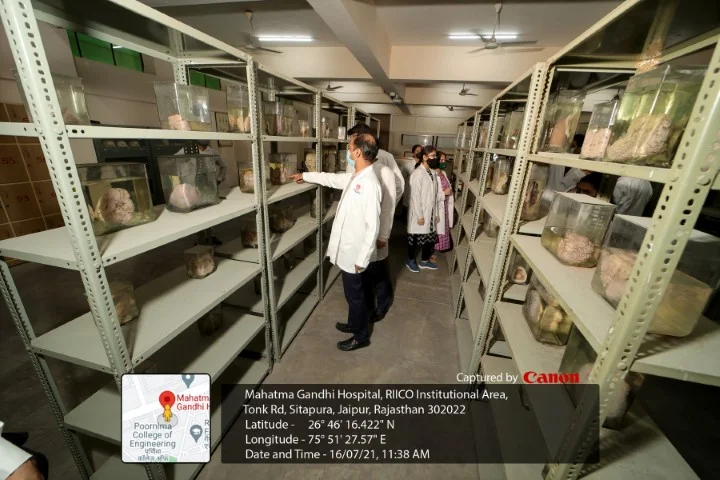 Captured by Canon
Mahatma Gandhi Hospital, RIICO Institutional Area,
Tonk Rd, Sitapura, Jaipur, Rajasthan 302022
Latitude - 26° 46' 16.422" N
Longitude - 75° 51' 27.57" E
Date and Time - 16/07/21, 11:38 AM
Mahatma
Gandhi H
Poornima
College of
Engineering
पूर्णिमा